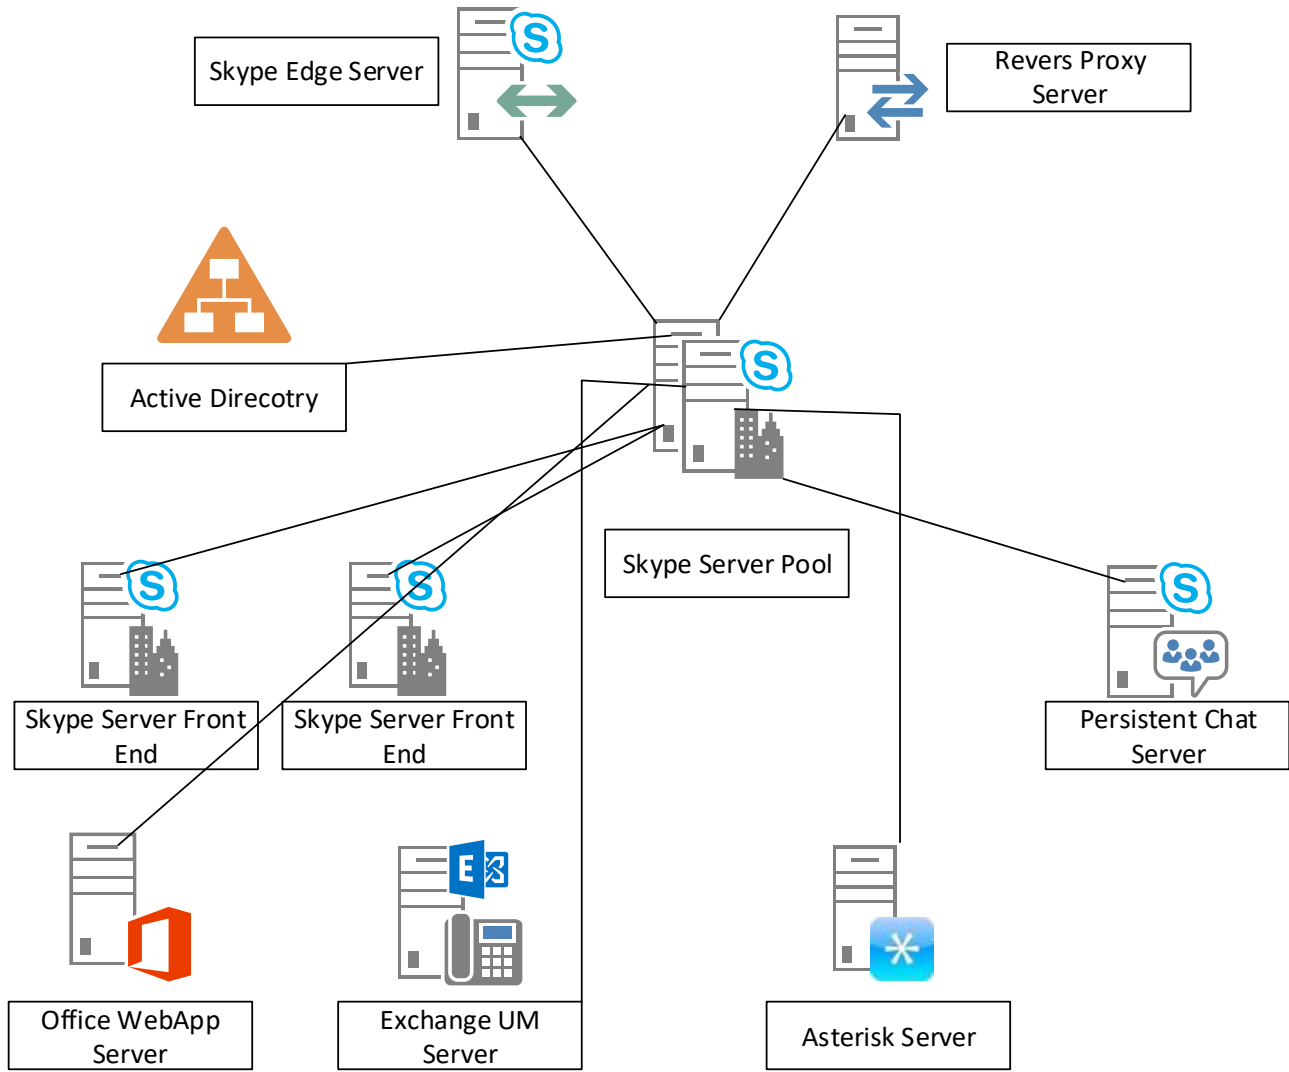 Skype Edge Server
Revers Proxy
Server
Active Direcotry
Skype Server Pool
Skype Server Front
End
Skype Server Front
End
Persistent Chat
Server
Office WebApp
Server
Exchange UM
Server
Asterisk Server